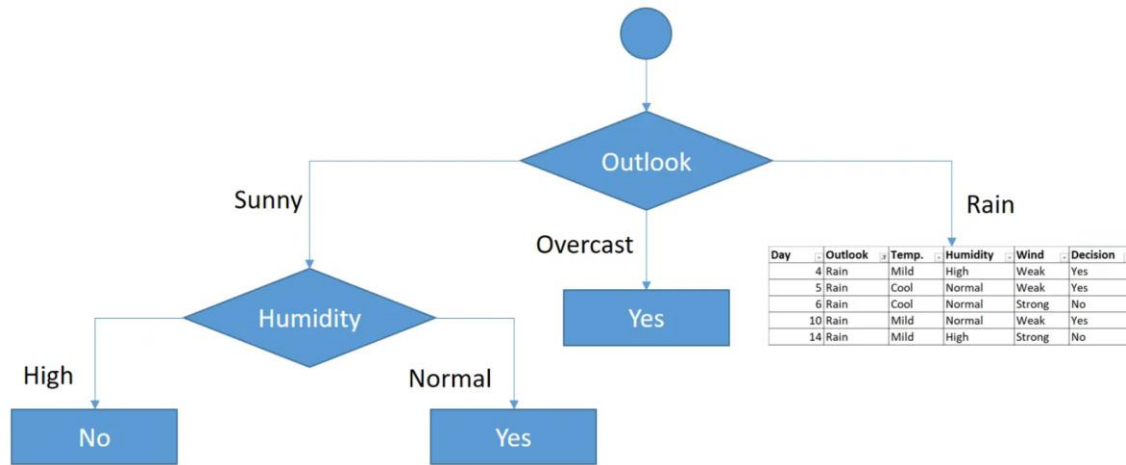 Outlook
Sunny
Overcast
Rain
Day Outlook Temp. Humidity Wind Decision
4 Rain Mild High Weak Yes
5 Rain Cool Normal Weak Yes
6 Rain Cool Normal Strong No
10 Rain Mild Normal Weak Yes
14 Rain Mild High Strong No
Humidity
Yes
High
Normal
No
Yes